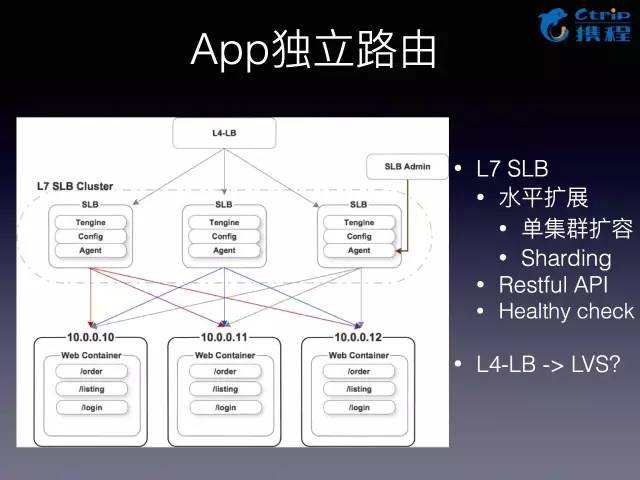 Ctrip
携程
App独立路由
L4-LB
SLB Admin
L7 SLB Cluster
SLB
Tengine
Config
Agent
SLB
Tengine
Config
Agent
SLB
Tengine
Config
Agent
10.0.0.10
Web Container
/order
/listing
/login
10.0.0.11
Web Container
/order
/listing
/login
10.0.0.12
Web Container
/order
/listing
/login
• L7 SLB
• 水平扩展
• 单集群扩容
• Sharding
• Restful API
• Healthy check
• L4-LB -> LVS?